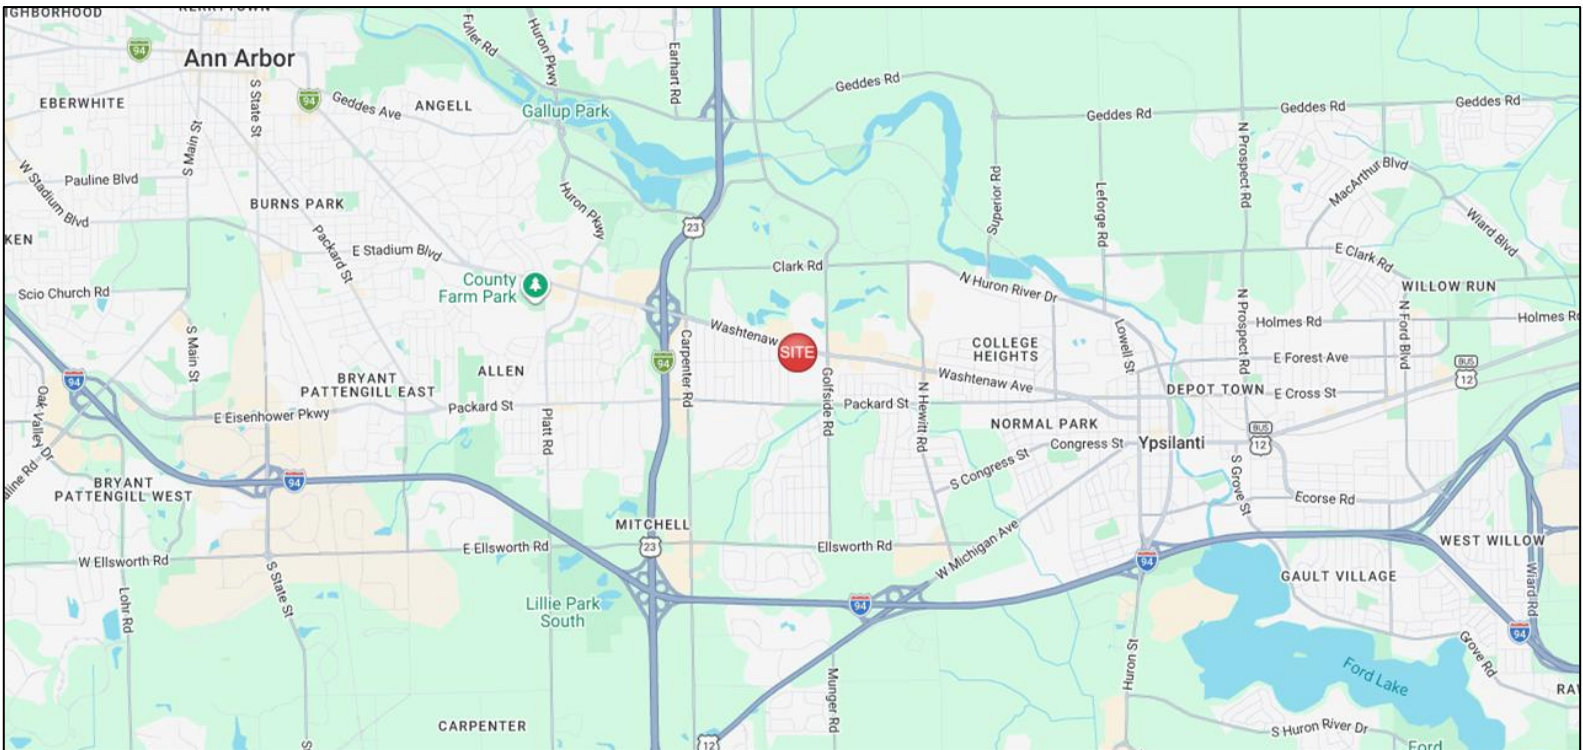 IGHBORHOOD
KERRYTOWN
Ann Arbor
94
94
EBERWHITE
S State St
Geddes Ave
ANGELL
Fuller Rd
Huron Pkwy
Earhart Rd
Gallup Park
Geddes Rd
Geddes Rd
Geddes Rd
Geddes Rd
S Main St
W Stadium Blvd
Pauline Blvd
BURNS PARK
Huron Pkwy
Superior Rd
Leforge Rd
N Prospect Rd
MacArthur Blvd
Wiard Blvd
KEN
Packard St
E Stadium Blvd
23
County
Farm Park
Clark Rd
N Huron River Dr
E Clark Rd
WILLOW RUN
Scio Church Rd
S Main St
Washtenaw
SITE
Carpenter Rd
94
COLLEGE
HEIGHTS
Washtenaw Ave
Lowell St
N Prospect Rd
Holmes Rd
Holmes R
N Ford Blvd
E Forest Ave
BUS
12
94
Oak Valley Dr
BRYANT
PATTENGILL EAST
ALLEN
E Eisenhower Pkwy
Packard St
Platt Rd
Golfside Rd
Packard St
N Hewitt Rd
NORMAL PARK
DEPOT TOWN
E Cross St
BUS
12
Congress St
Ypsilanti
S Congress St
S Grove St
aline Rd
BRYANT
PATTENGILL WEST
94
Ecorse Rd
MITCHELL
23
W Ellsworth Rd
E Ellsworth Rd
Ellsworth Rd
W Michigan Ave
94
WEST WILLOW
GAULT VILLAGE
Wiard Rd
Lohr Rd
S State St
Lillie Park
South
94
94
Grove Rd
Huron St
Ford Lake
Munger Rd
RA
CARPENTER
12
S Huron River Dr
Ford
S